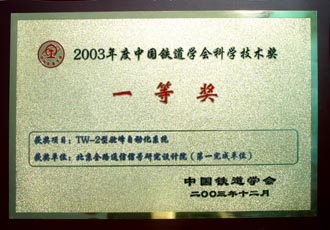 2003年度中国铁道学会科学技术奖
一等奖
获奖项目：TW-2型驼峰自动化系统
获奖单位：北京全路通信信号研究设计院（第一完成单位）
中国铁道学会
二〇〇三年十二月